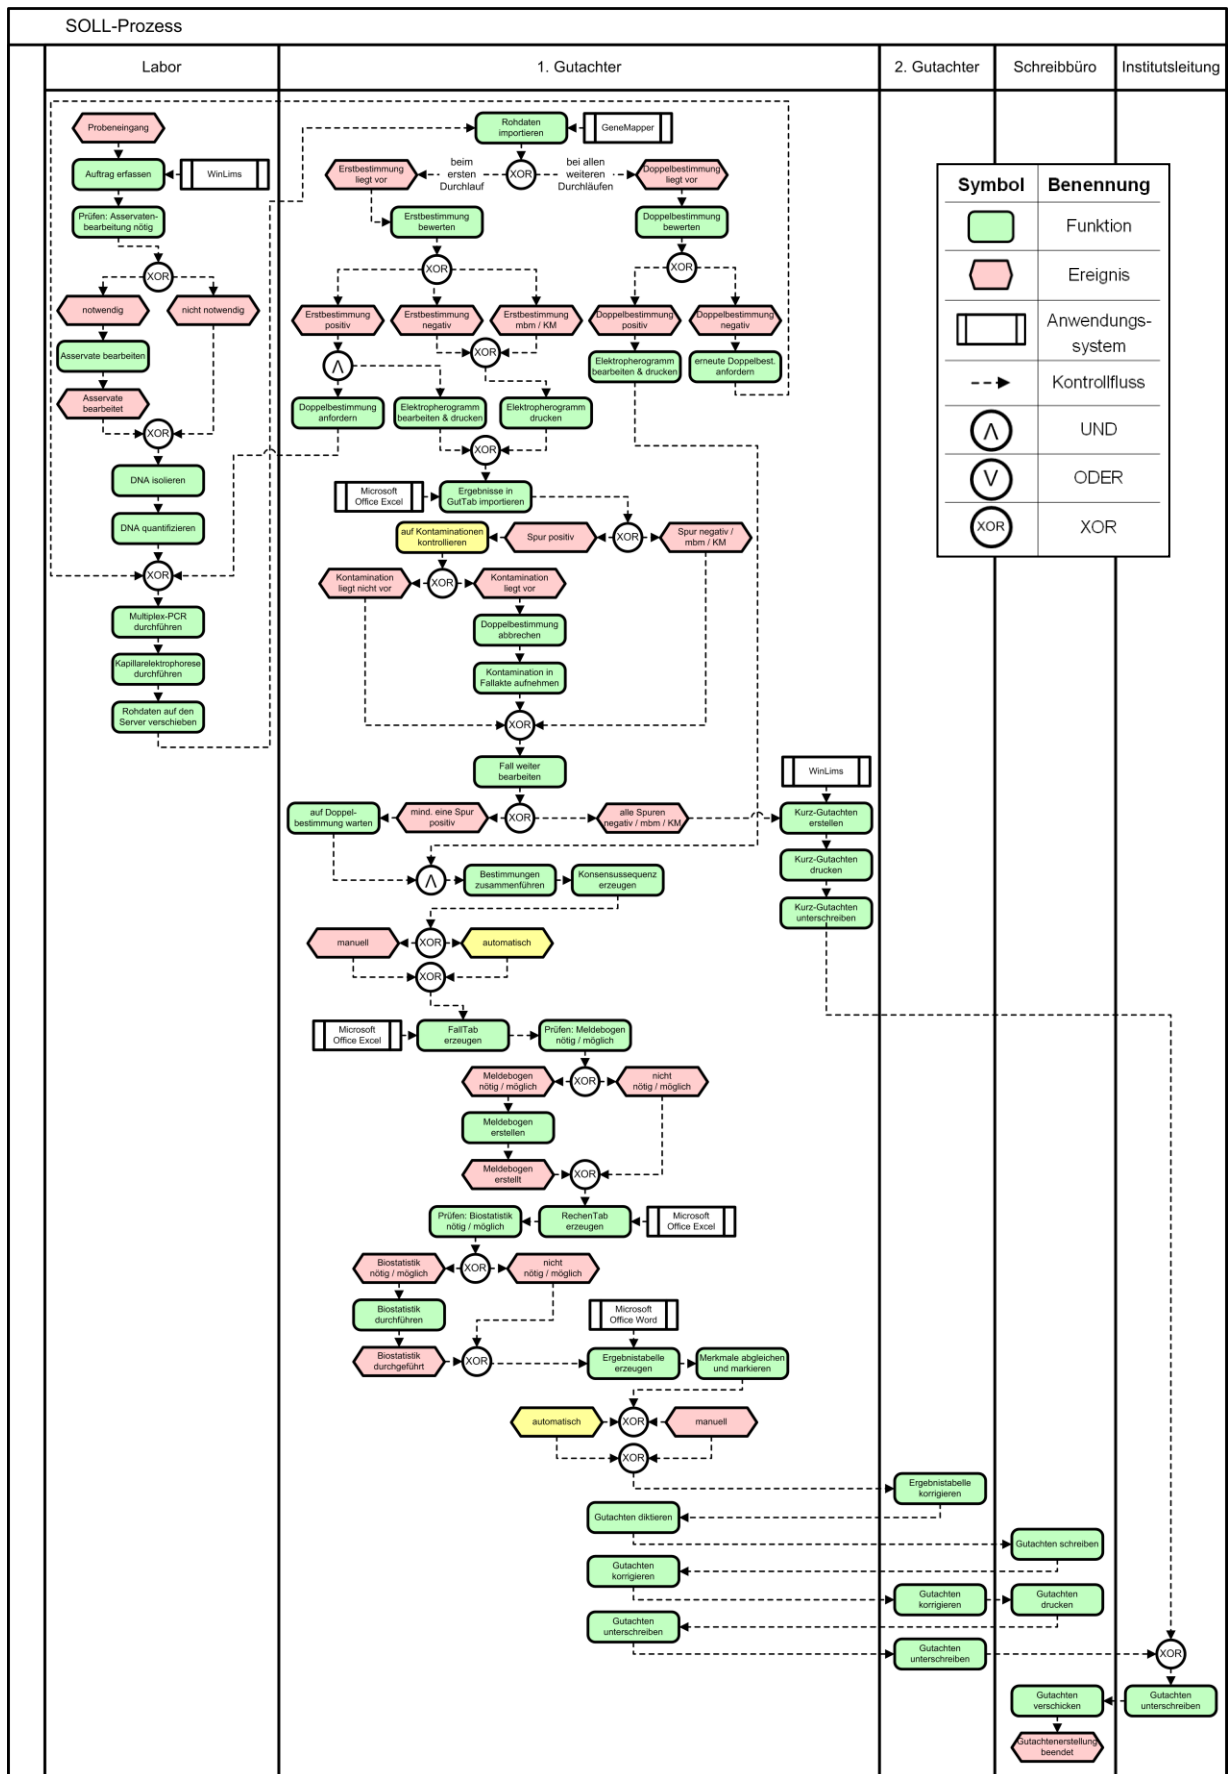 SOLL-Prozess
Labor
1. Gutachter
2. Gutachter
Schreibbüro
Institutsleitung
Probeneingang
Auftrag erfassen
WinLims
Prüfen: Asservaten-
bearbeitung nötig
XOR
notwendig
nicht notwendig
Asservate bearbeiten
Asservate
bearbeitet
XOR
DNA isolieren
DNA quantifizieren
XOR
Multiplex-PCR
durchführen
Kapillarelektrophorese
durchführen
Rohdaten auf den
Server verschieben
Rohdaten
importieren
GeneMapper
Erstbestimmung
liegt vor
beim
ersten
Durchlauf
XOR
bei allen
weiteren
Durchläufen
Doppelbestimmung
liegt vor
Erstbestimmung
bewerten
Doppelbestimmung
bewerten
XOR
XOR
Erstbestimmung
positiv
Erstbestimmung
negativ
Erstbestimmung
mbm / KM
Doppelbestimmung
positiv
Doppelbestimmung
negativ
Λ
XOR
Elektropherogramm
bearbeiten & drucken
erneute Doppelbest.
anfordern
Doppelbestimmung
anfordern
Elektropherogramm
bearbeiten & drucken
Elektropherogramm
drucken
XOR
Microsoft
Office Excel
Ergebnisse in
GutTab importieren
auf Kontaminationen
kontrollieren
Spur positiv
XOR
Spur negativ /
mbm / KM
Kontamination
liegt nicht vor
XOR
Kontamination
liegt vor
Doppelbestimmung
abbrechen
Kontamination in
Fallakte aufnehmen
XOR
Fall weiter
bearbeiten
auf Doppel-
bestimmung warten
mind. eine Spur
positiv
XOR
alle Spuren
negativ / mbm / KM
WinLims
Kurz-Gutachten
erstellen
Kurz-Gutachten
drucken
Kurz-Gutachten
unterschreiben
Λ
Bestimmungen
zusammenführen
Konsensussequenz
erzeugen
manuell
XOR
automatisch
XOR
Microsoft
Office Excel
FallTab
erzeugen
Prüfen: Meldebogen
nötig / möglich
Meldebogen
nötig / möglich
XOR
nicht
nötig / möglich
Meldebogen
erstellen
Meldebogen
erstellt
XOR
Prüfen: Biostatistik
nötig / möglich
RechenTab
erzeugen
Microsoft
Office Excel
Biostatistik
nötig / möglich
XOR
nicht
nötig / möglich
Biostatistik
durchführen
Microsoft
Office Word
Biostatistik
durchgeführt
XOR
Ergebnistabelle
erzeugen
Merkmale abgleichen
und markieren
automatisch
XOR
manuell
XOR
Ergebnistabelle
korrigieren
Gutachten diktieren
Gutachten schreiben
Gutachten
korrigieren
Gutachten
korrigieren
Gutachten
drucken
Gutachten
unterschreiben
Gutachten
unterschreiben
XOR
Gutachten
verschicken
Gutachten
unterschreiben
Gutachtenerstellung
beendet
Symbol
Benennung
Funktion
Ereignis
Anwendungs-
system
Kontrollfluss
Λ
UND
V
ODER
XOR
XOR